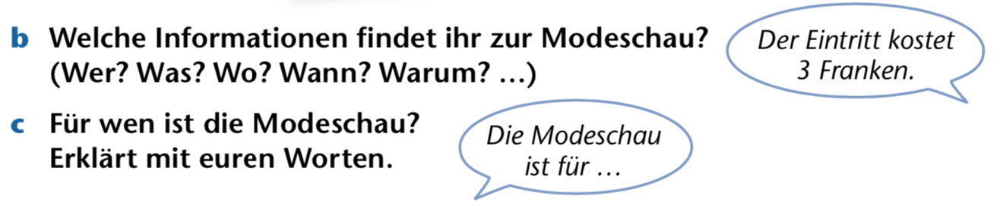 b Welche Informationen findet ihr zur Modeschau?
(Wer? Was? Wo? Wann? Warum? …)
Der Eintritt kostet
3 Franken.
c Für wen ist die Modeschau?
Erklärt mit euren Worten.
Die Modeschau
ist für …